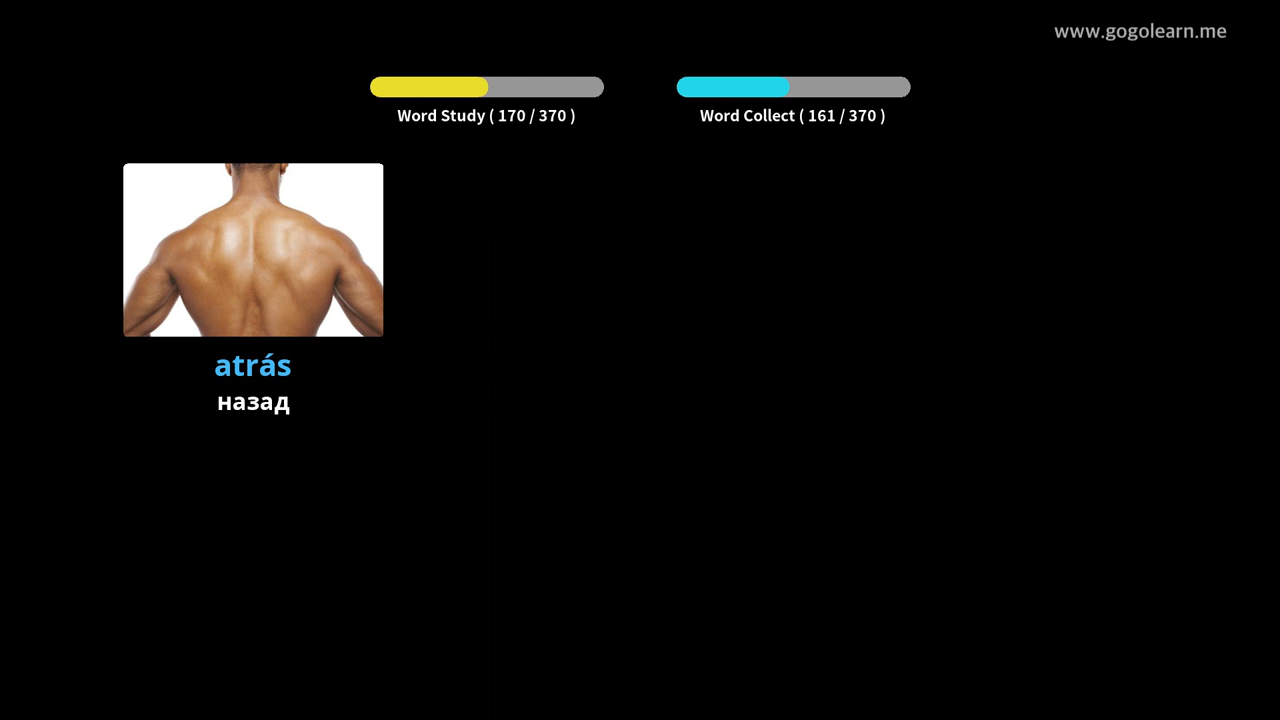 www.gogolearn.me
Word Study ( 170 / 370 )
Word Collect ( 161 / 370 )
atrás
назад